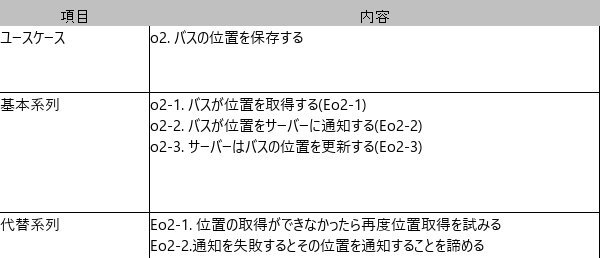 項目 内容
ユースケース o2. バスの位置を保存する
基本系列 o2-1. バスが位置を取得する(Eo2-1)
o2-2. バスが位置をサーバーに通知する(Eo2-2)
o2-3. サーバーはバスの位置を更新する(Eo2-3)
代替系列 Eo2-1. 位置の取得ができなかったら再度位置取得を試みる
Eo2-2.通知を失敗するとその位置を通知することを諦める